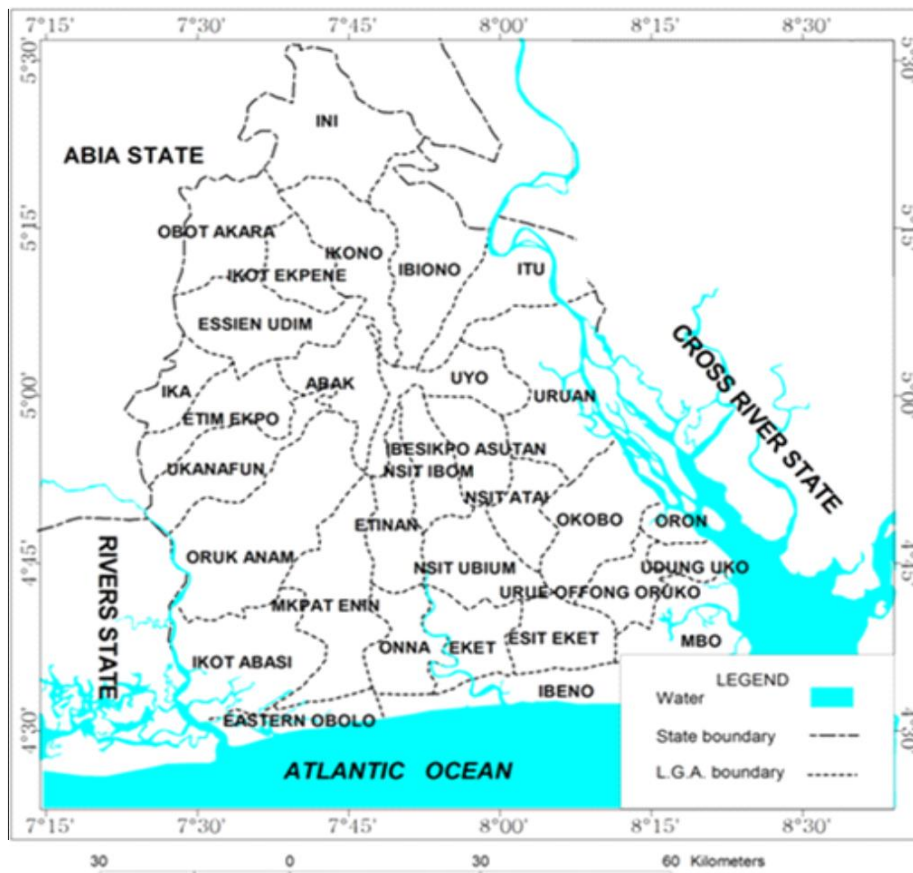 7°15' 7°30' 7°45' 8°00' 8°15' 8°30'
5°30' 5°30'
INI
ABIA STATE
5°15' 5°15'
OBOT AKARA
IKONO
IKOT EKPENE
IBIONO
ITU
ESSIEN UDIM
CROSS RIVER STATE
UYO
ABAK
IKA
URUAN
5°00' 5°00'
ETIM EKPO
IBESIKPO ASUTAN
UKANAFUN
NSIT IBOM
NSIT ATAI
ETINAN
OKOBO
ORON
4°45' 4°45'
ORUK ANAM
NSIT UBIUM
UDUNG UKO
RIVERS STATE
URUE OFFONG ORUKO
MKPAT ENIN
ONNA
EKET
ESIT EKET
MBO
IKOT ABASI
IBENO
EASTERN OBOLO
4°30' 4°30'
ATLANTIC OCEAN
LEGEND
Water
State boundary
L.G.A. boundary
7°15' 7°30' 7°45' 8°00' 8°15' 8°30'
30 0 30 60 Kilometers